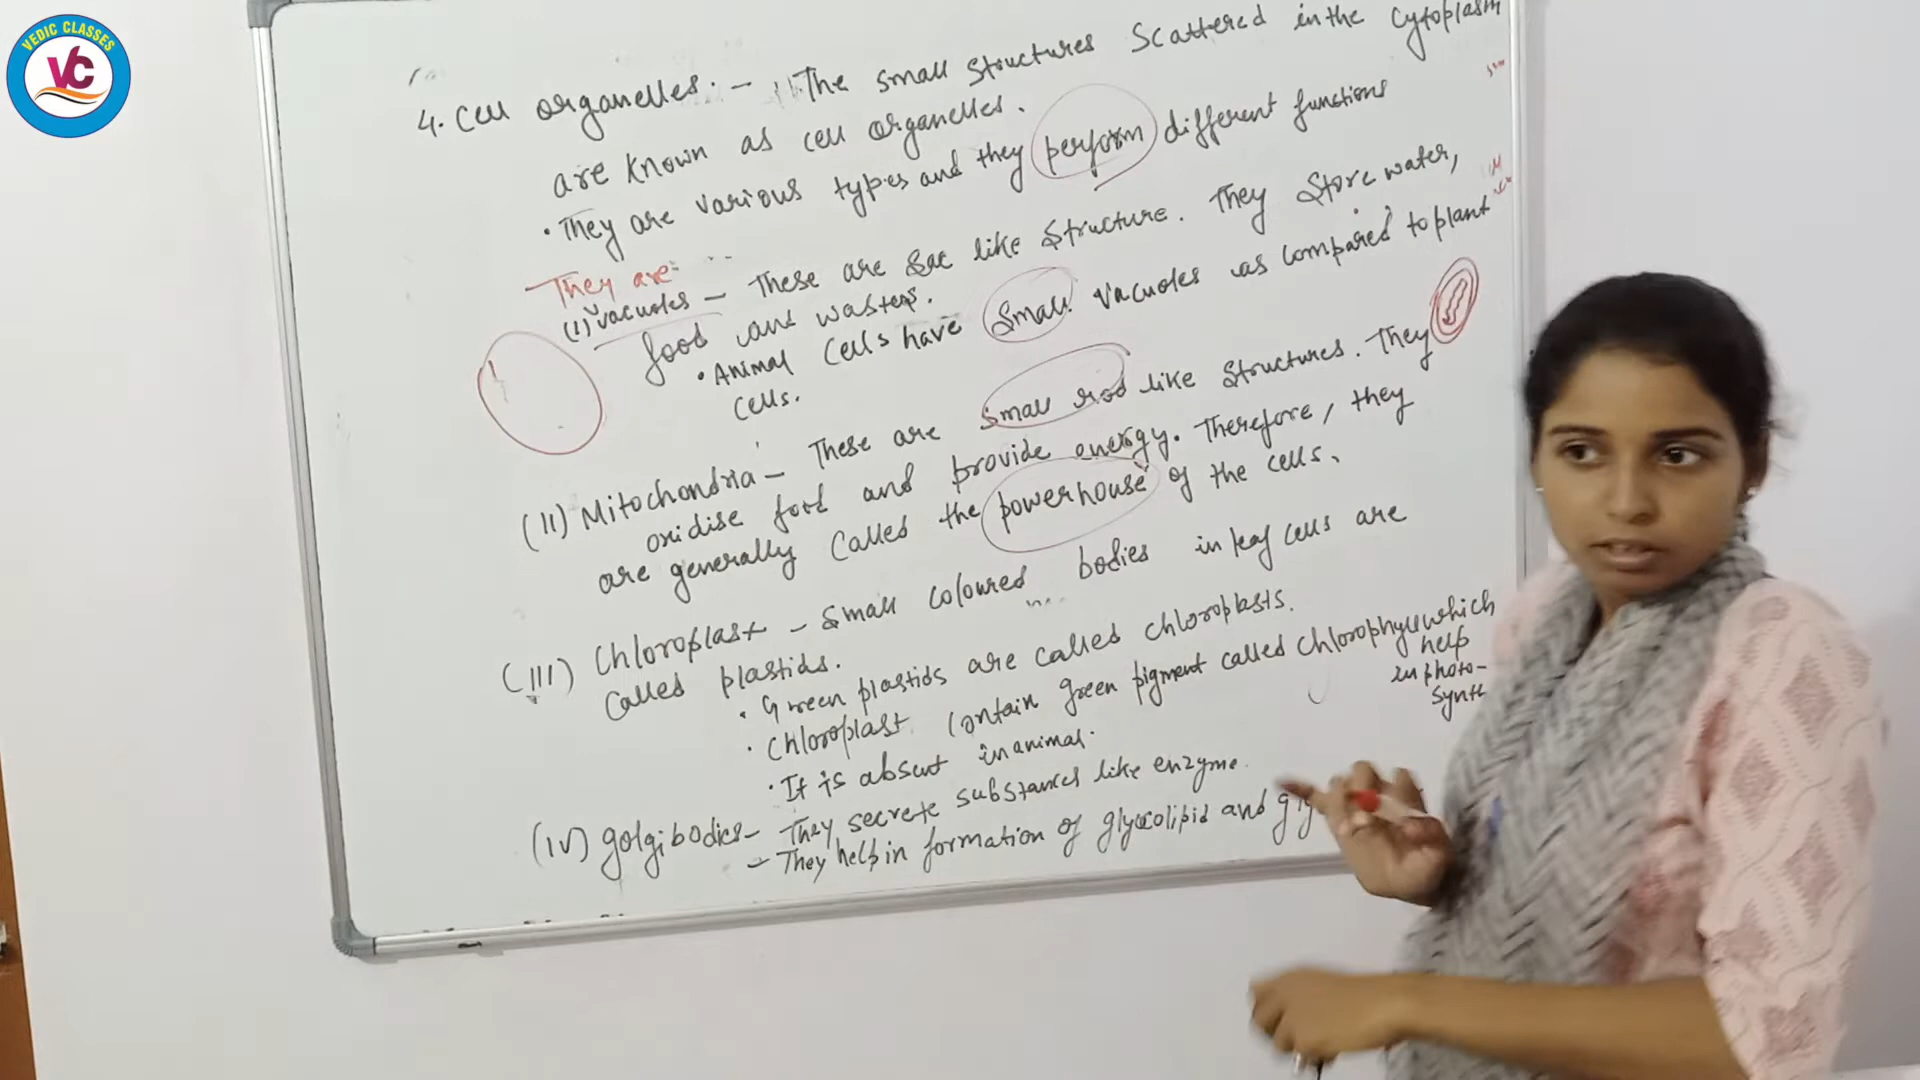 VEDIC CLASSES
VC
4. Cell organelles :- The small structures scattered in the cytoplasm
are known as cell organelles.
• They are various types and they perform different functions
They are:
(I) Vacuoles - These are sac like structure. They store water,
food and wastes.
• Animal cells have small vacuoles as compared to plant
cells.
(II) Mitochondria - These are small rod like structures. They
oxidise food and provide energy. Therefore, they
are generally called the powerhouse of the cells.
(III) Chloroplast - Small coloured bodies in leaf cells are
called plastids.
• Green plastids are called chloroplasts.
• Chloroplast contain green pigment called chlorophyll which
help
in photo-
synth
• It is absent in animal.
(IV) golgibodies - They secrete substances like enzyme.
- They help in formation of glycolipid and